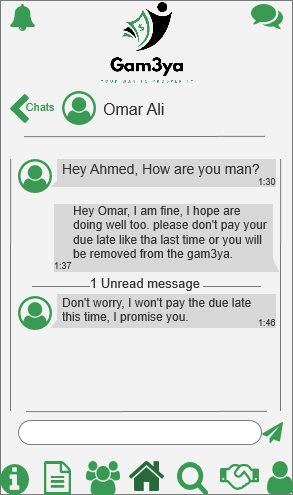 Gam3ya
YOUR WAY TO PROSPERITY
Chats
Omar Ali
Hey Ahmed, How are you man?
1:30
Hey Omar, I am fine, I hope are
doing well too. please don't pay your
due late like tha last time or you will
be removed from the gam3ya.
1:37
1 Unread message
Don't worry, I won't pay the due late
this time, I promise you.
1:46